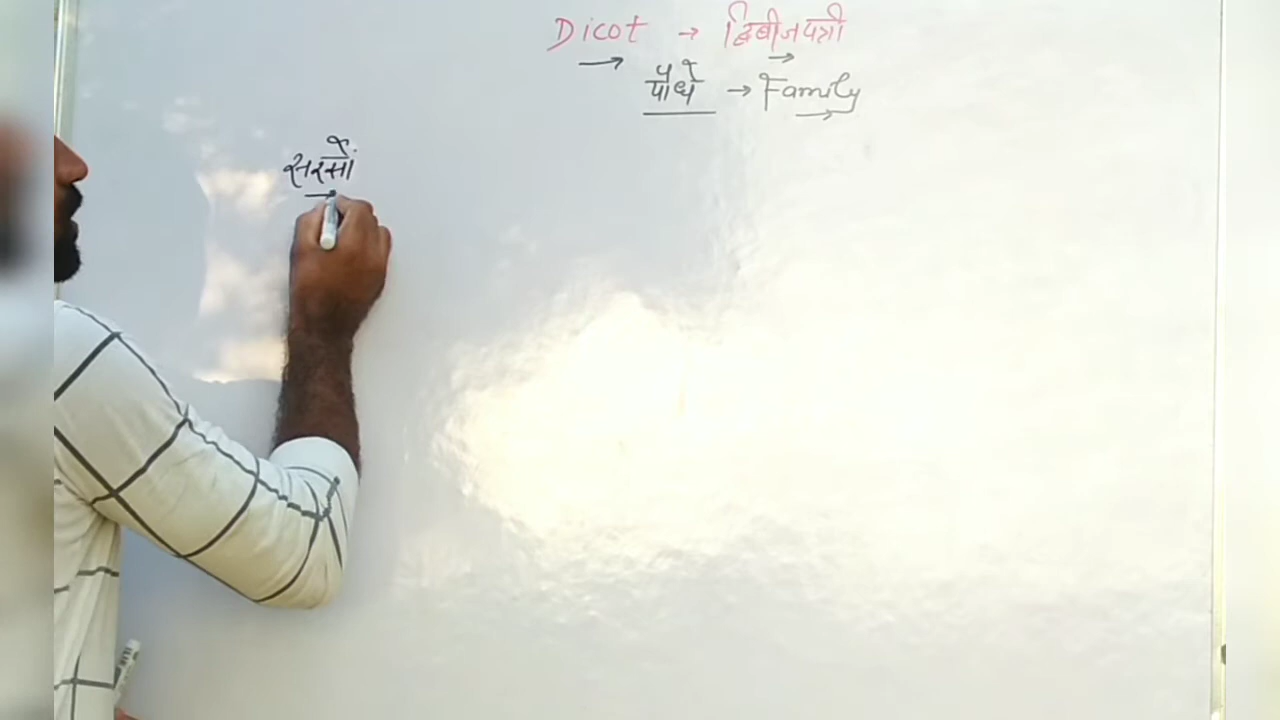 Dicot → द्विबीजपत्री
पौधे → Family
सरसों